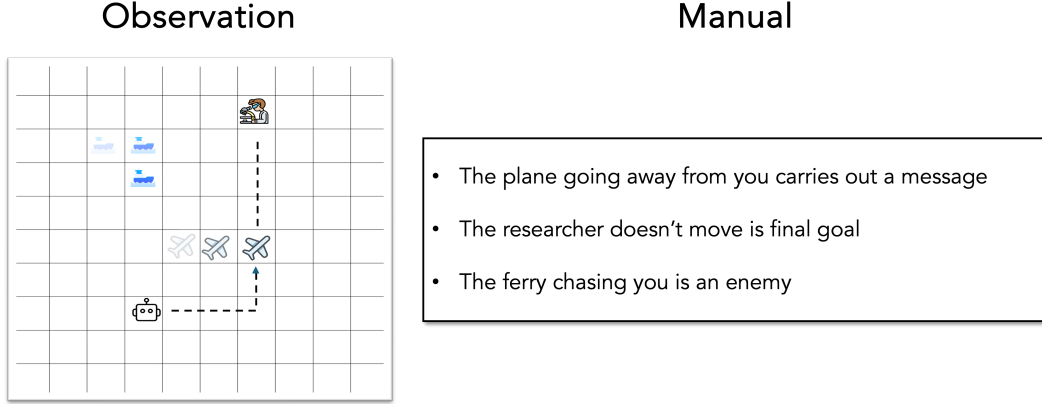 Observation
Manual
• The plane going away from you carries out a message
• The researcher doesn't move is final goal
• The ferry chasing you is an enemy